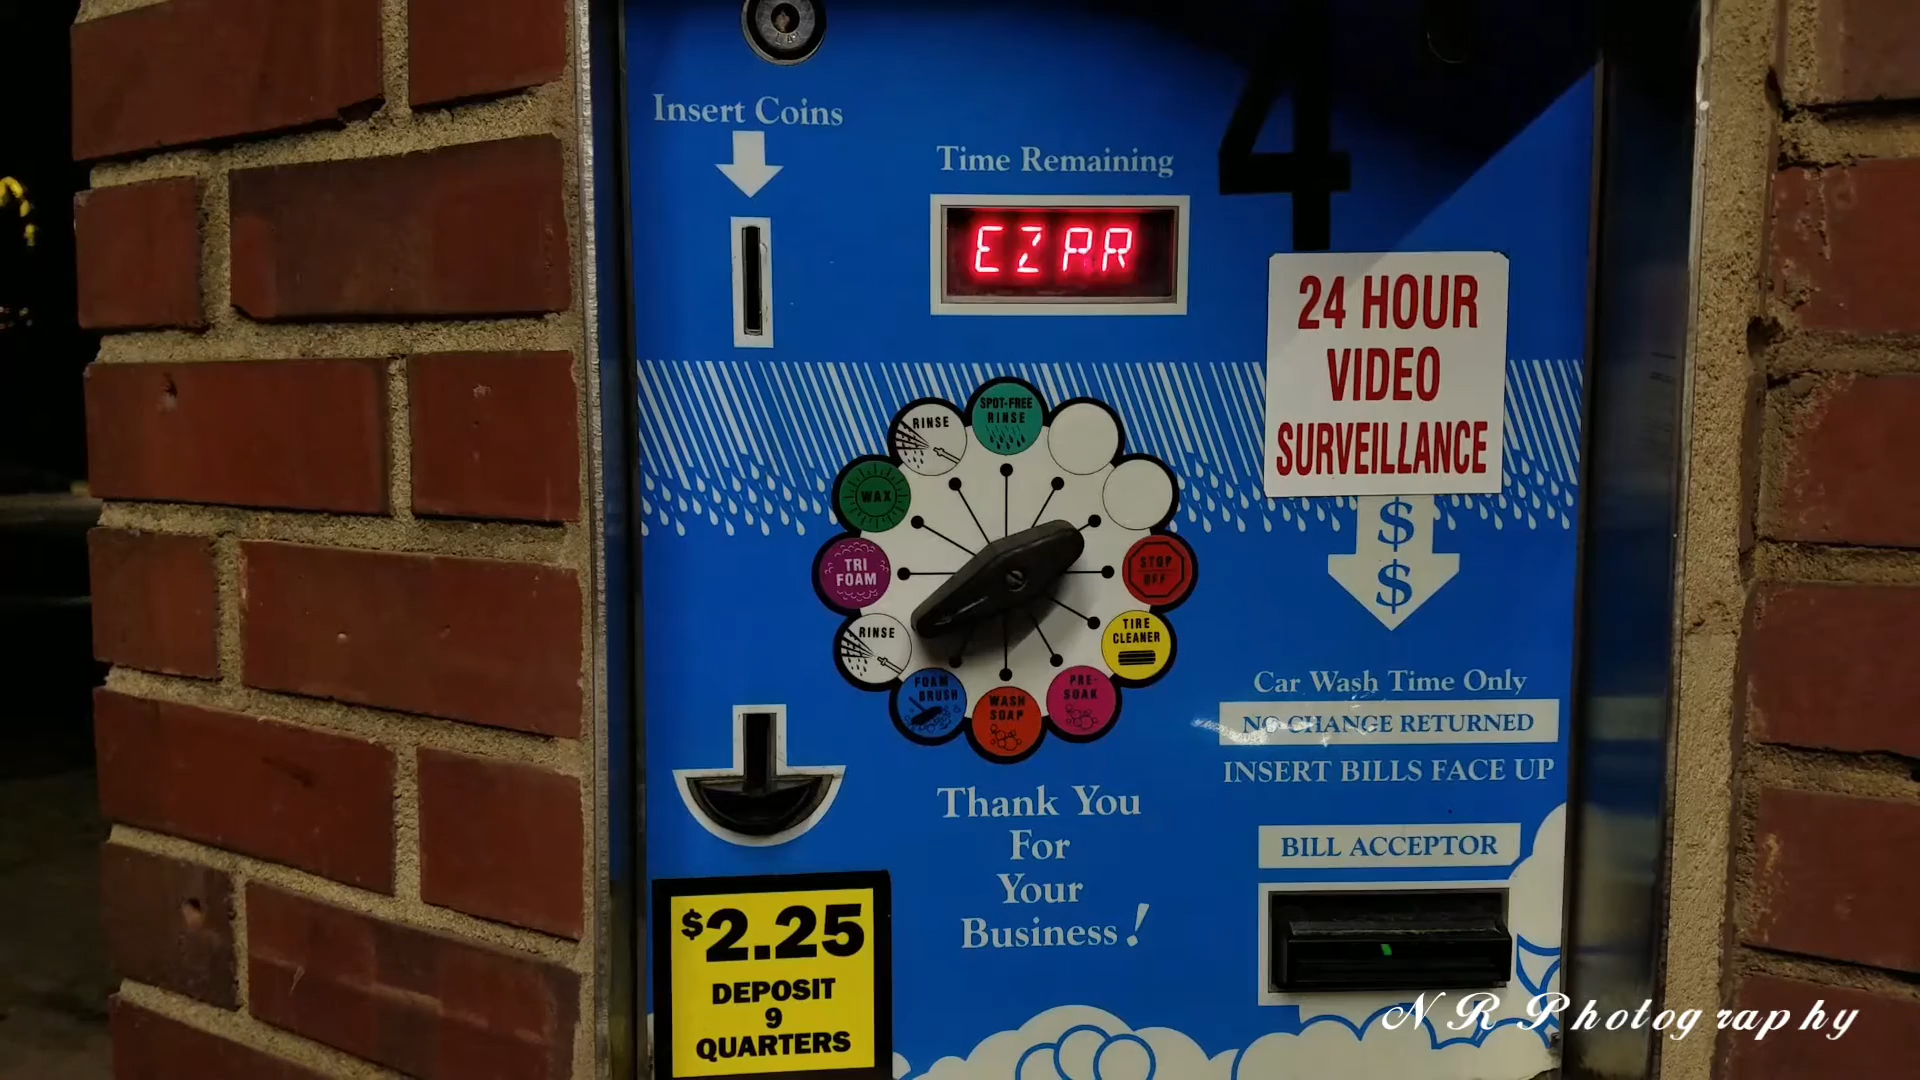 Insert Coins
4
Time Remaining
EZPR
24 HOUR
VIDEO
SURVEILLANCE
SPOT-FREE
RINSE
RINSE
WAX
TRI
FOAM
RINSE
FOAM
BRUSH
WASH
SOAP
PRE-
SOAK
TIRE
CLEANER
STOP
OFF
$
$
Car Wash Time Only
NO CHANGE RETURNED
INSERT BILLS FACE UP
BILL ACCEPTOR
Thank You
For
Your
Business!
$2.25
DEPOSIT
9
QUARTERS
N R Photography